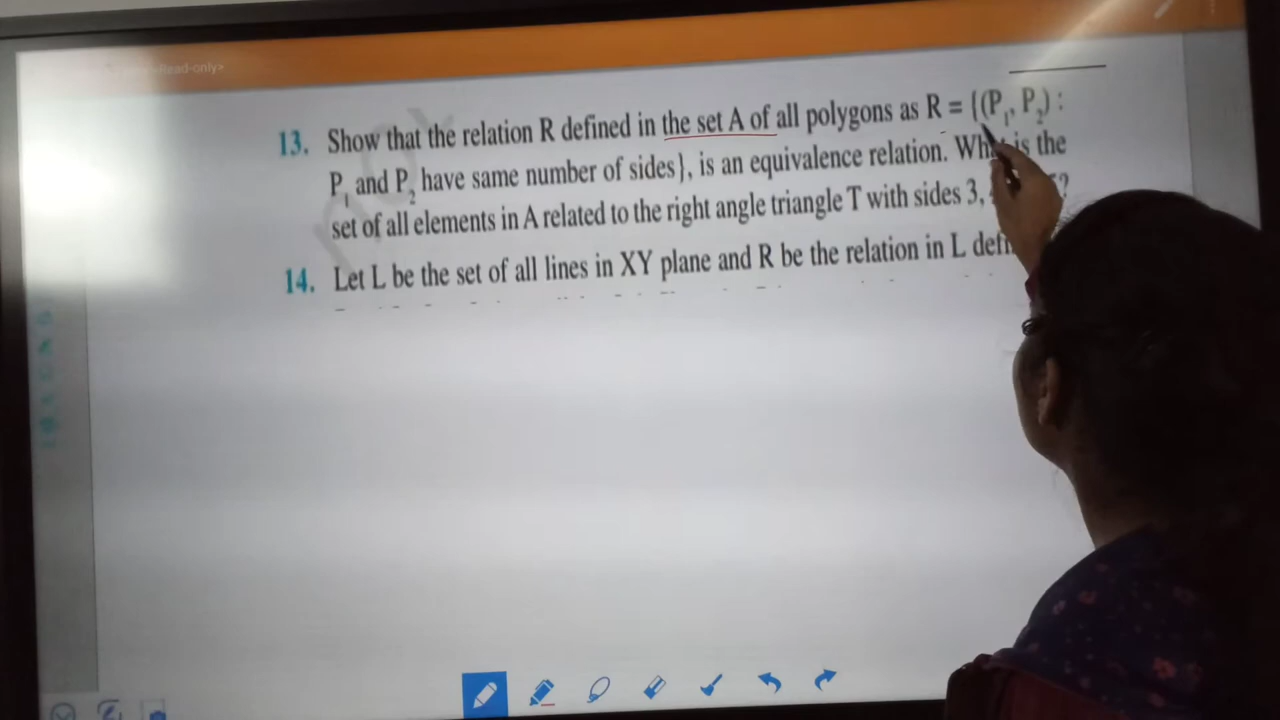 <Read-only>
13. Show that the relation R defined in the set A of all polygons as R = {(P1, P2) :
P1 and P2 have same number of sides}, is an equivalence relation. is the
set of all elements in A related to the right angle triangle T with sides 3, ?
14. Let L be the set of all lines in XY plane and R be the relation in L